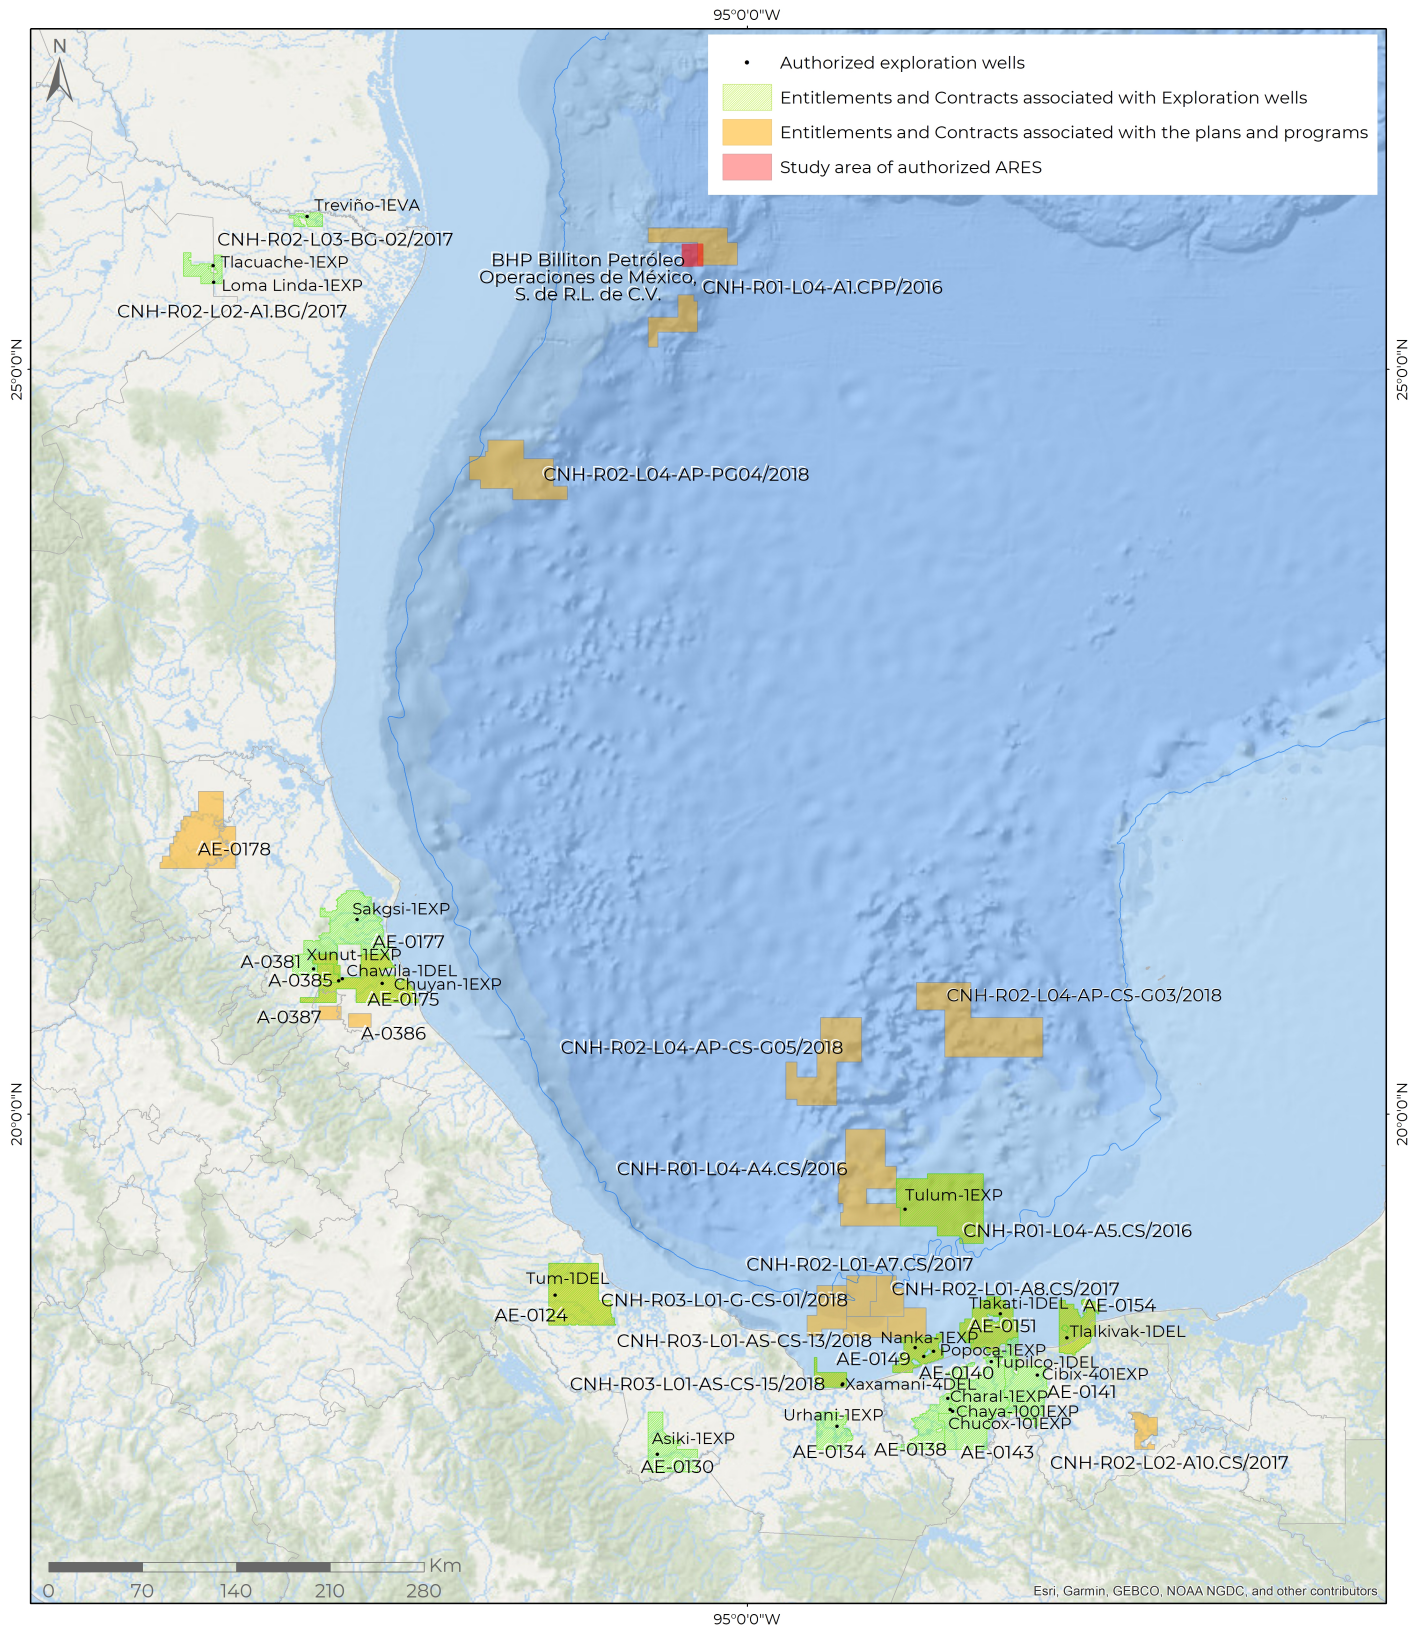 95°0'0"W
N
Authorized exploration wells
Entitlements and Contracts associated with Exploration wells
Entitlements and Contracts associated with the plans and programs
Study area of authorized ARES
Treviño-1EVA
CNH-R02-L03-BG-02/2017
Tlacuache-1EXP
Loma Linda-1EXP
CNH-R02-L02-A1.BG/2017
BHP Billiton Petróleo
Operaciones de México,
S. de R.L. de C.V.
CNH-R01-L04-A1.CPP/2016
25°0'0"N
25°0'0"N
CNH-R02-L04-AP-PG04/2018
AE-0178
Sakgsi-1EXP
AE-0177
Xunut-1EXP
A-0381
Chawila-1DEL
A-0385
Chuyan-1EXP
AE-0175
A-0387
A-0386
CNH-R02-L04-AP-CS-G03/2018
CNH-R02-L04-AP-CS-G05/2018
20°0'0"N
20°0'0"N
CNH-R01-L04-A4.CS/2016
Tulum-1EXP
CNH-R01-L04-A5.CS/2016
CNH-R02-L01-A7.CS/2017
Tum-1DEL
CNH-R02-L01-A8.CS/2017
CNH-R03-L01-G-CS-01/2018
Tlakati-1DEL
AE-0154
AE-0124
AE-0151
Tlalkivak-1DEL
CNH-R03-L01-AS-CS-13/2018
Nanka-1EXP
Popoca-1EXP
AE-0149
Tupilco-1DEL
AE-0140
Cibix-401EXP
CNH-R03-L01-AS-CS-15/2018
Xaxamani-4DEL
AE-0141
Charal-1EXP
Chaya-1001EXP
Urhani-1EXP
Chucox-101EXP
Asiki-1EXP
AE-0134
AE-0138
AE-0143
CNH-R02-L02-A10.CS/2017
AE-0130
Km
0 70 140 210 280
Esri, Garmin, GEBCO, NOAA NGDC, and other contributors
95°0'0"W